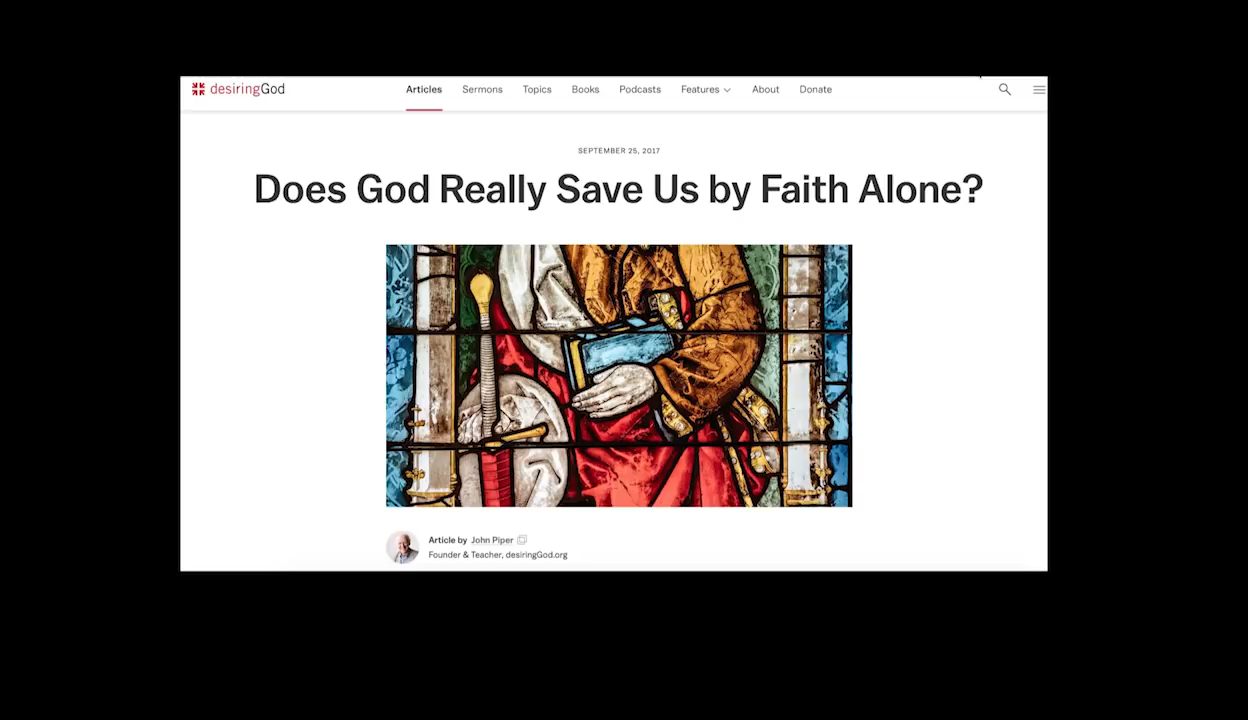 desiringGod
Articles Sermons Topics Books Podcasts Features About Donate
SEPTEMBER 25, 2017
Does God Really Save Us by Faith Alone?
Article by John Piper
Founder & Teacher, desiringGod.org